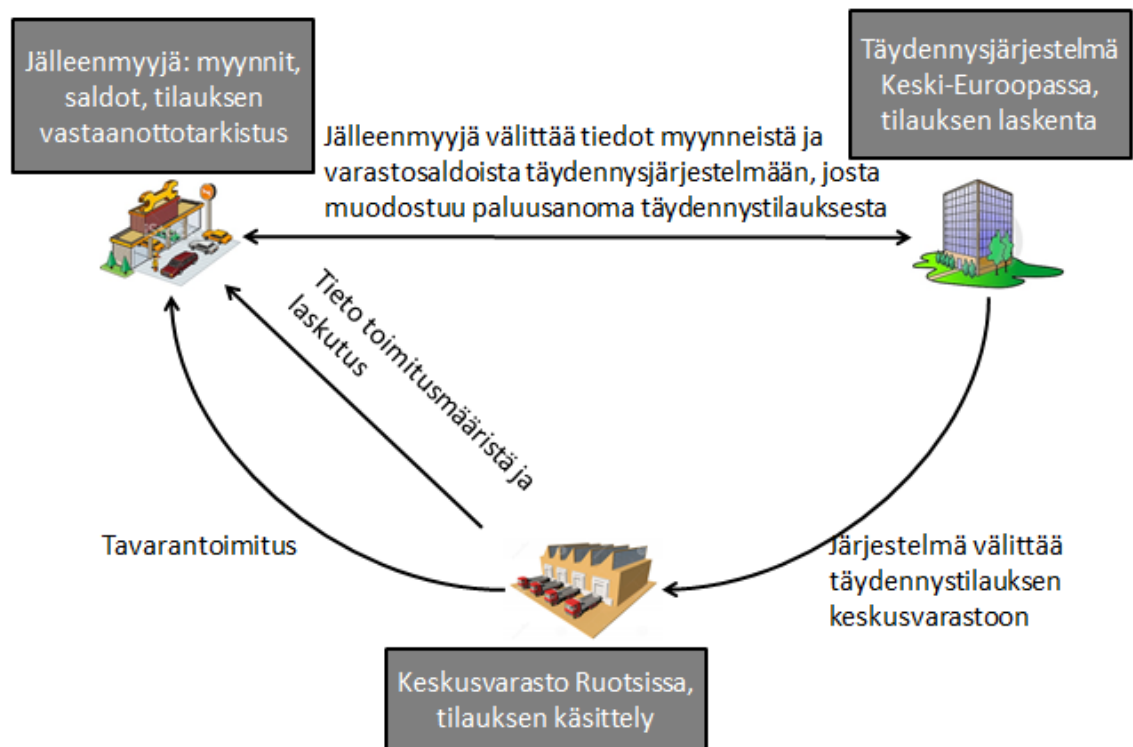 Jälleenmyyjä: myynnit,
saldot, tilauksen
vastaanottotarkistus
Täydennysjärjestelmä
Keski-Euroopassa,
tilauksen laskenta
Jälleenmyyjä välittää tiedot myynneistä ja
varastosaldoista täydennysjärjestelmään, josta
muodostuu paluusanoma täydennystilauksesta
Tieto toimitusmääristä ja
laskutus
Tavarantoimitus
Järjestelmä välittää
täydennystilauksen
keskusvarastoon
Keskusvarasto Ruotsissa,
tilauksen käsittely